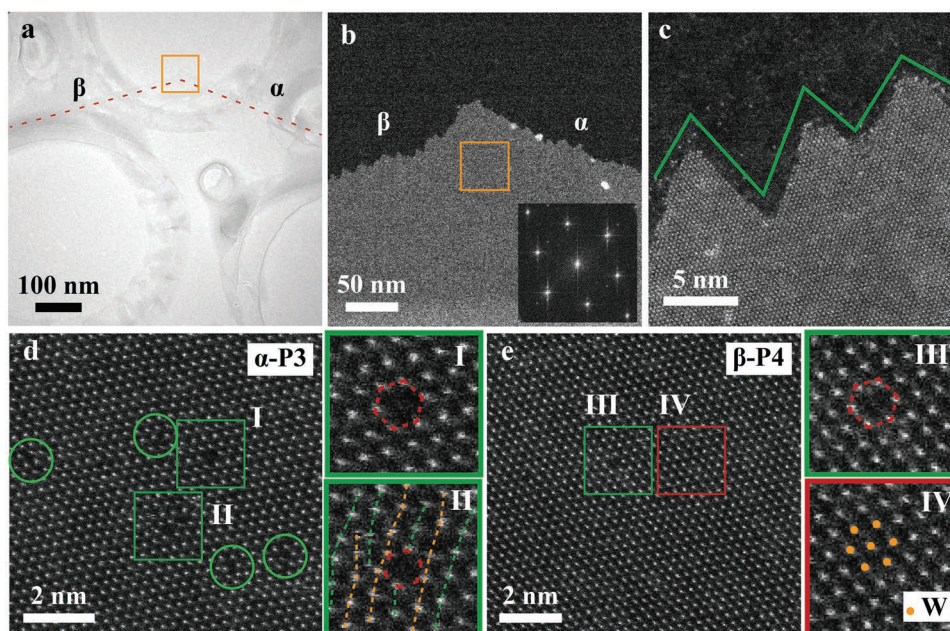 a
β
α
100 nm
b
β
α
50 nm
c
5 nm
d
α-P3
I
II
2 nm
I
II
e
β-P4
III
IV
2 nm
III
IV
W